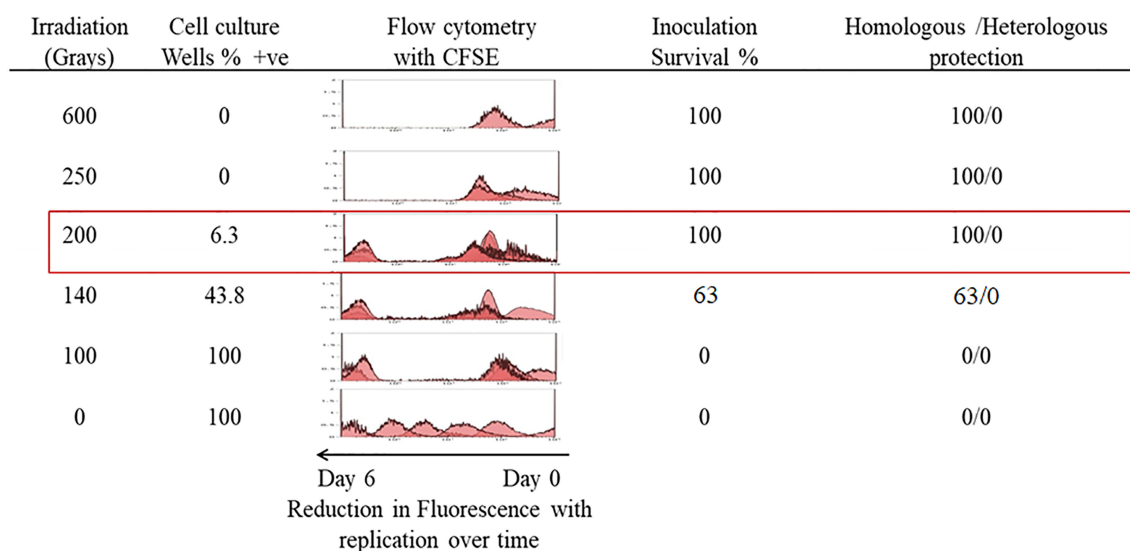 Irradiation Cell culture Flow cytometry Inoculation Homologous /Heterologous
(Grays) Wells % +ve with CFSE Survival % protection
600 0 100 100/0
250 0 100 100/0
200 6.3 100 100/0
140 43.8 63 63/0
100 100 0 0/0
0 100 0 0/0
Day 6 Day 0
Reduction in Fluorescence with
replication over time